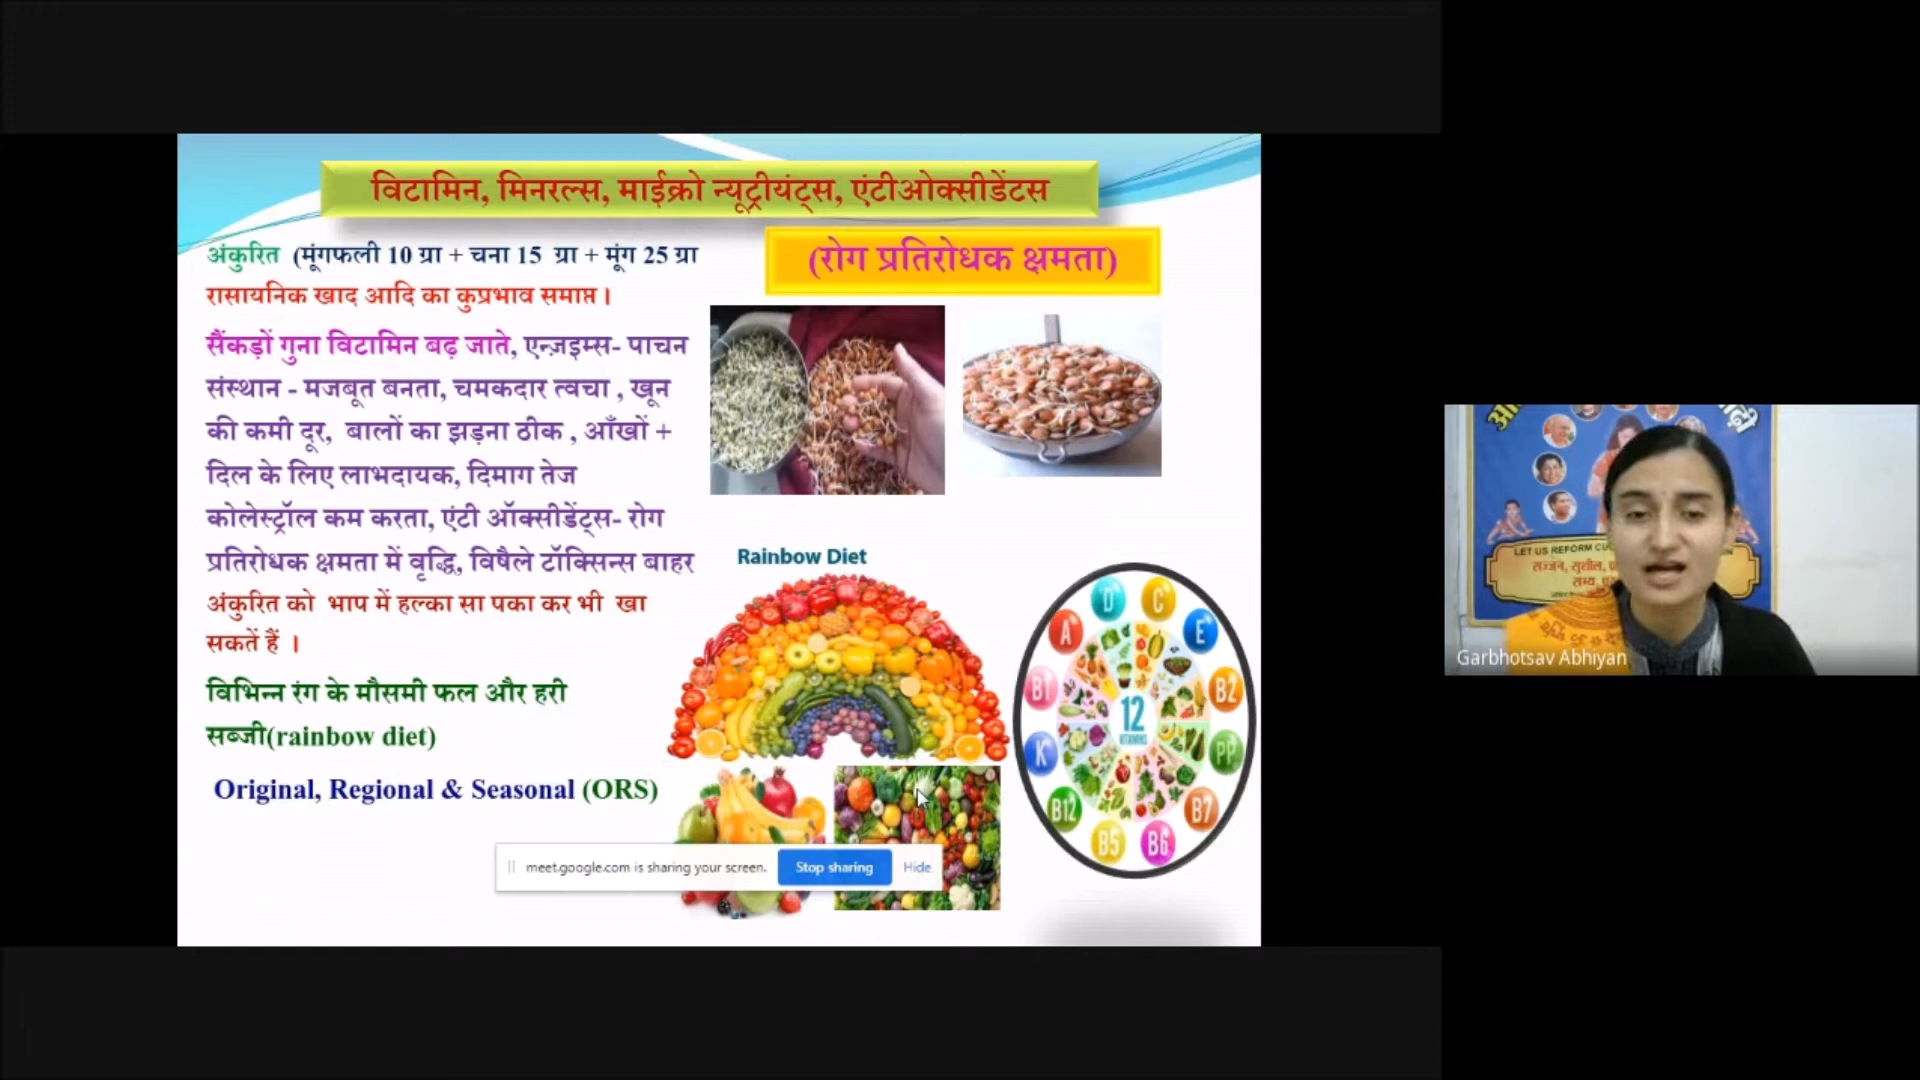 विटामिन, मिनरल्स, माईक्रो न्यूट्रीयंट्स, एंटीओक्सीडेंटस
(रोग प्रतिरोधक क्षमता)
अंकुरित (मूंगफली 10 ग्रा + चना 15 ग्रा + मूंग 25 ग्रा
रासायनिक खाद आदि का कुप्रभाव समाप्त ।
सैंकड़ों गुना विटामिन बढ़ जाते, एन्ज़इम्स- पाचन
संस्थान - मजबूत बनता, चमकदार त्वचा , खून
की कमी दूर, बालों का झड़ना ठीक , आँखों +
दिल के लिए लाभदायक, दिमाग तेज
कोलेस्ट्रॉल कम करता, एंटी ऑक्सीडेंट्स- रोग
प्रतिरोधक क्षमता में वृद्धि, विषैले टॉक्सिन्स बाहर
अंकुरित को भाप में हल्का सा पका कर भी खा
सकतें हैं ।
विभिन्न रंग के मौसमी फल और हरी
सब्जी(rainbow diet)
Original, Regional & Seasonal (ORS)
Rainbow Diet
D C
A E
B1 B2
12
VITAMINS
K PP
B12 B7
B5 B6
meet.google.com is sharing your screen. Stop sharing Hide
LET US REFORM
सज्जन, सुशील,
सभ्य,
Garbhotsav Abhiyan